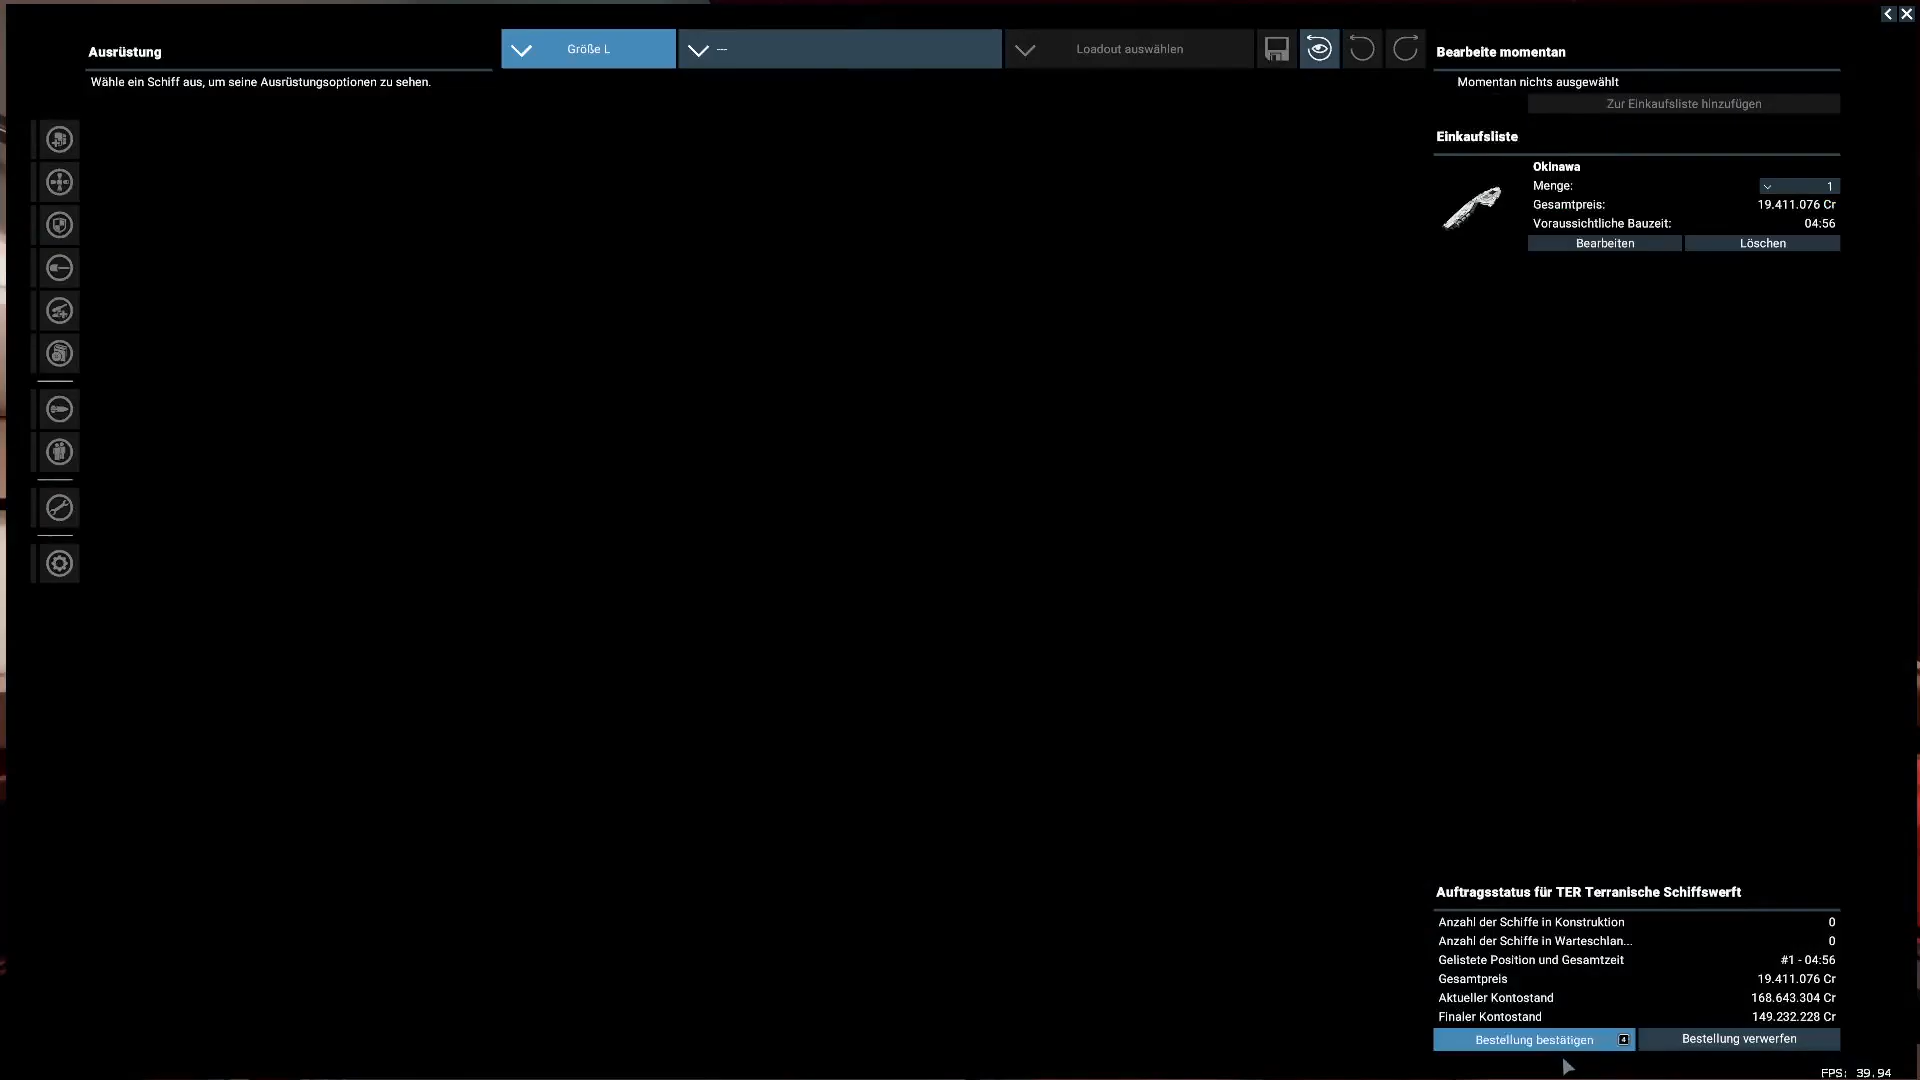 Ausrüstung
Wähle ein Schiff aus, um seine Ausrüstungsoptionen zu sehen.
Größe L
---
Loadout auswählen
Bearbeite momentan
Momentan nichts ausgewählt
Zur Einkaufsliste hinzufügen
Einkaufsliste
Okinawa
Menge: 1
Gesamtpreis: 19.411.076 Cr
Voraussichtliche Bauzeit: 04:56
Bearbeiten Löschen
Auftragsstatus für TER Terranische Schiffswerft
Anzahl der Schiffe in Konstruktion 0
Anzahl der Schiffe in Warteschlan... 0
Gelistete Position und Gesamtzeit #1 - 04:56
Gesamtpreis 19.411.076 Cr
Aktueller Kontostand 168.643.304 Cr
Finaler Kontostand 149.232.228 Cr
Bestellung bestätigen 4 Bestellung verwerfen
FPS: 39.94